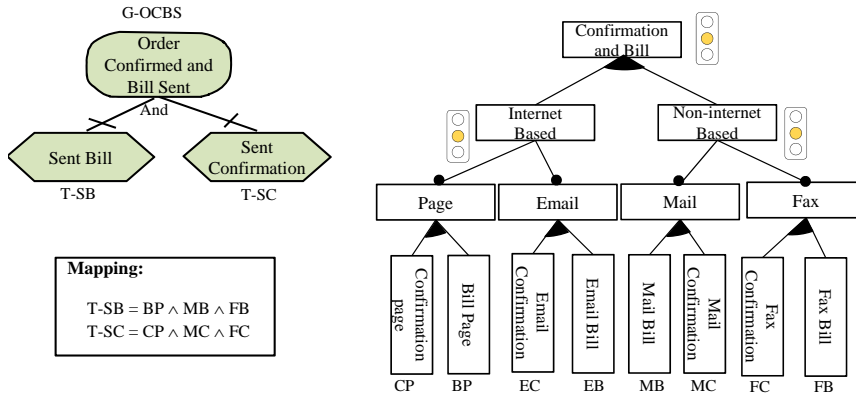 G-OCBS
Order
Confirmed and
Bill Sent
And
Sent Bill
Sent
Confirmation
T-SB
T-SC
Mapping:
T-SB = BP ∧ MB ∧ FB
T-SC = CP ∧ MC ∧ FC
Confirmation
and Bill
Internet
Based
Non-internet
Based
Page
Email
Mail
Fax
Confirmation
page
Bill Page
Email
Confirmation
Email Bill
Mail Bill
Mail
Confirmation
Fax
Confirmation
Fax Bill
CP
BP
EC
EB
MB
MC
FC
FB